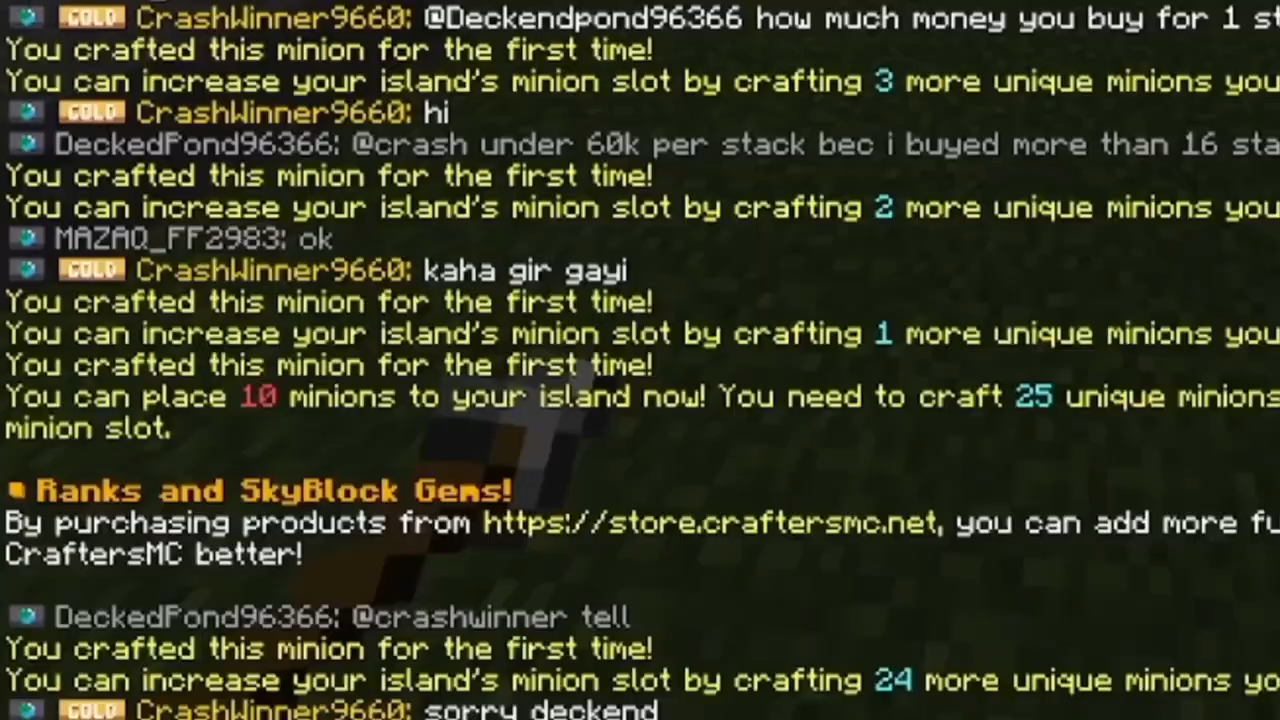 GOLD CrashWinner9660: @Deckendpond96366 how much money you buy for 1
You crafted this minion for the first time!
You can increase your island's minion slot by crafting 3 more unique minions you
GOLD CrashWinner9660: hi
DeckedPond96366: @crash under 60k per stack bec i buyed more than 16
You crafted this minion for the first time!
You can increase your island's minion slot by crafting 2 more unique minions you
MAZAQ_FF2983: ok
GOLD CrashWinner9660: kaha gir gayi
You crafted this minion for the first time!
You can increase your island's minion slot by crafting 1 more unique minions you
You crafted this minion for the first time!
You can place 10 minions to your island now! You need to craft 25 unique minions
minion slot.
Ranks and SkyBlock Gems!
By purchasing products from https://store.craftersmc.net, you can add more
CraftersMC better!
DeckedPond96366: @crashwinner tell
You crafted this minion for the first time!
You can increase your island's minion slot by crafting 24 more unique minions
GOLD CrashWinner9660: sorry deckend